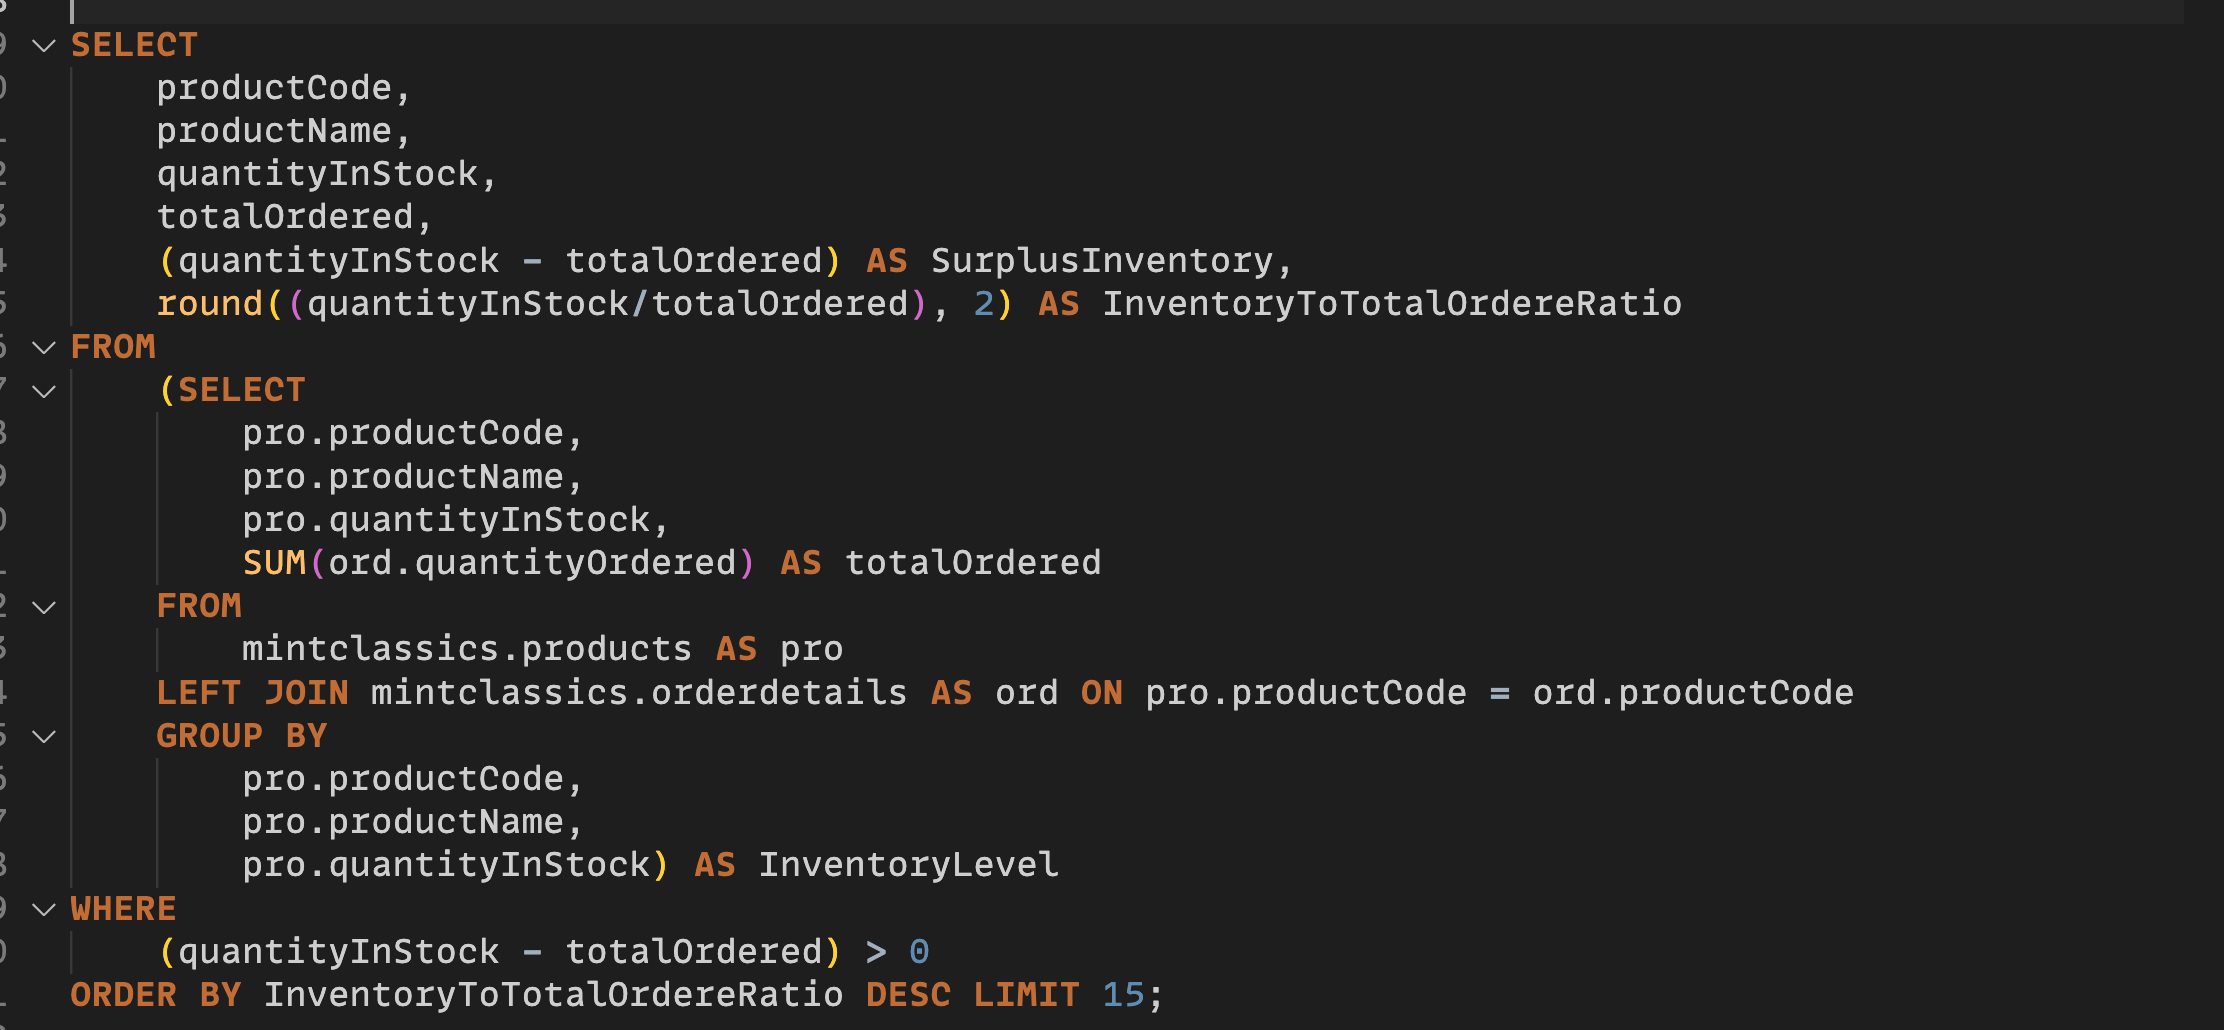 SELECT
productCode,
productName,
quantityInStock,
totalOrdered,
(quantityInStock - totalOrdered) AS SurplusInventory,
round((quantityInStock/totalOrdered), 2) AS InventoryToTotalOrdereRatio
FROM
(SELECT
pro.productCode,
pro.productName,
pro.quantityInStock,
SUM(ord.quantityOrdered) AS totalOrdered
FROM
mintclassics.products AS pro
LEFT JOIN mintclassics.orderdetails AS ord ON pro.productCode = ord.productCode
GROUP BY
pro.productCode,
pro.productName,
pro.quantityInStock) AS InventoryLevel
WHERE
(quantityInStock - totalOrdered) > 0
ORDER BY InventoryToTotalOrdereRatio DESC LIMIT 15;